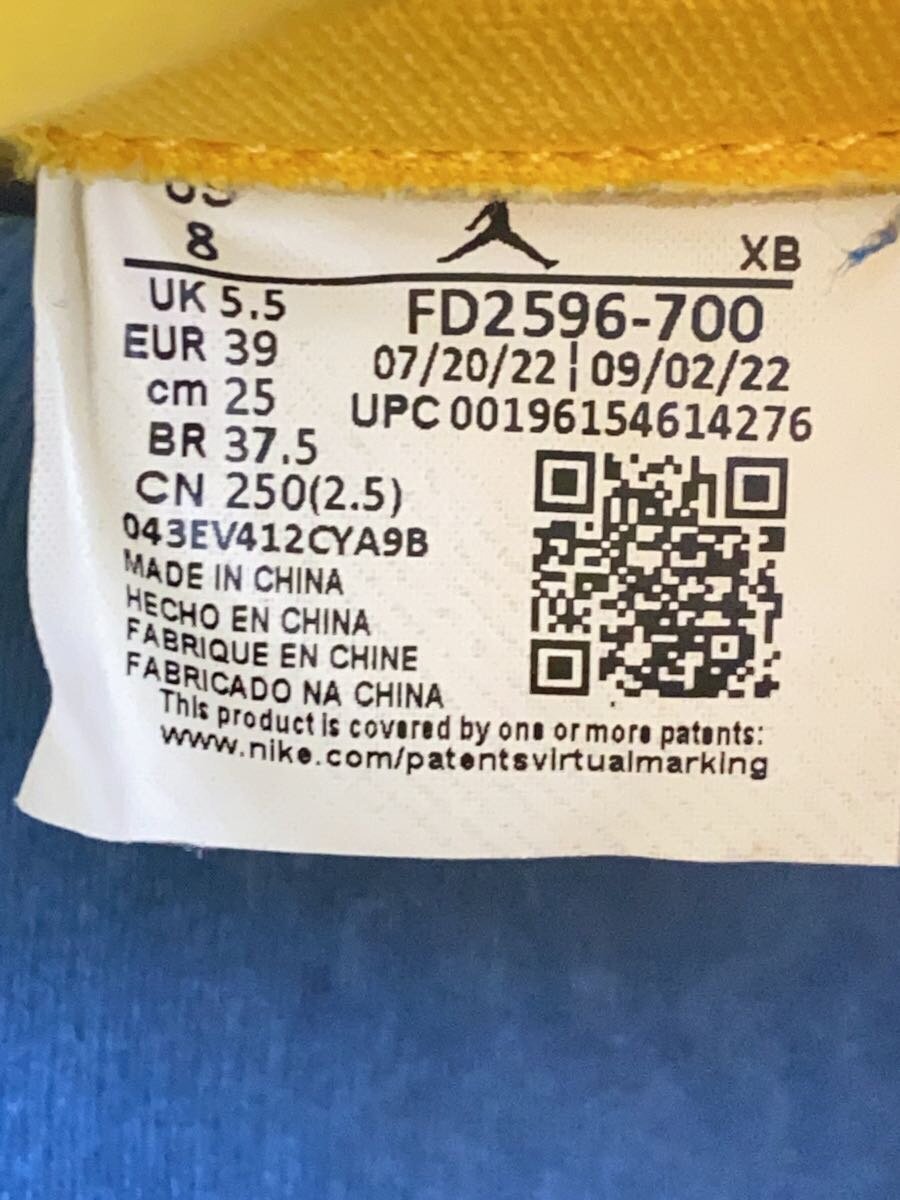 US
8
XB
UK 5.5
EUR 39
cm 25
BR 37.5
CN 250(2.5)
FD2596-700
07/20/22 | 09/02/22
UPC 00196154614276
043EV412CYA9B
MADE IN CHINA
HECHO EN CHINA
FABRIQUE EN CHINE
FABRICADO NA CHINA
This product is covered by one or more patents:
www.nike.com/patentsvirtualmarking